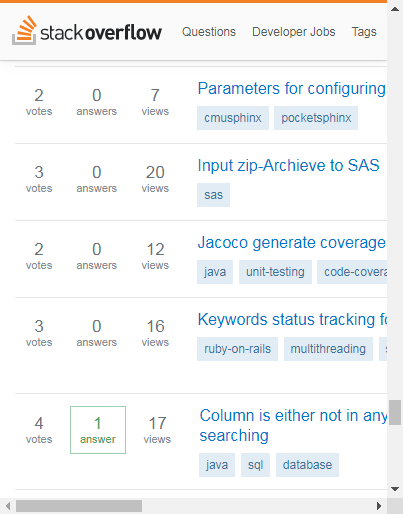 stackoverflow Questions Developer Jobs Tags
2 0 7 Parameters for configuring
votes answers views
cmusphinx pocketsphinx
3 0 20 Input zip-Archieve to SAS
votes answers views
sas
2 0 12 Jacoco generate coverage
votes answers views
java unit-testing
3 0 16 Keywords status tracking
votes answers views
ruby-on-rails multithreading
4 1 17 Column is either not in any
votes answer views searching
java sql database